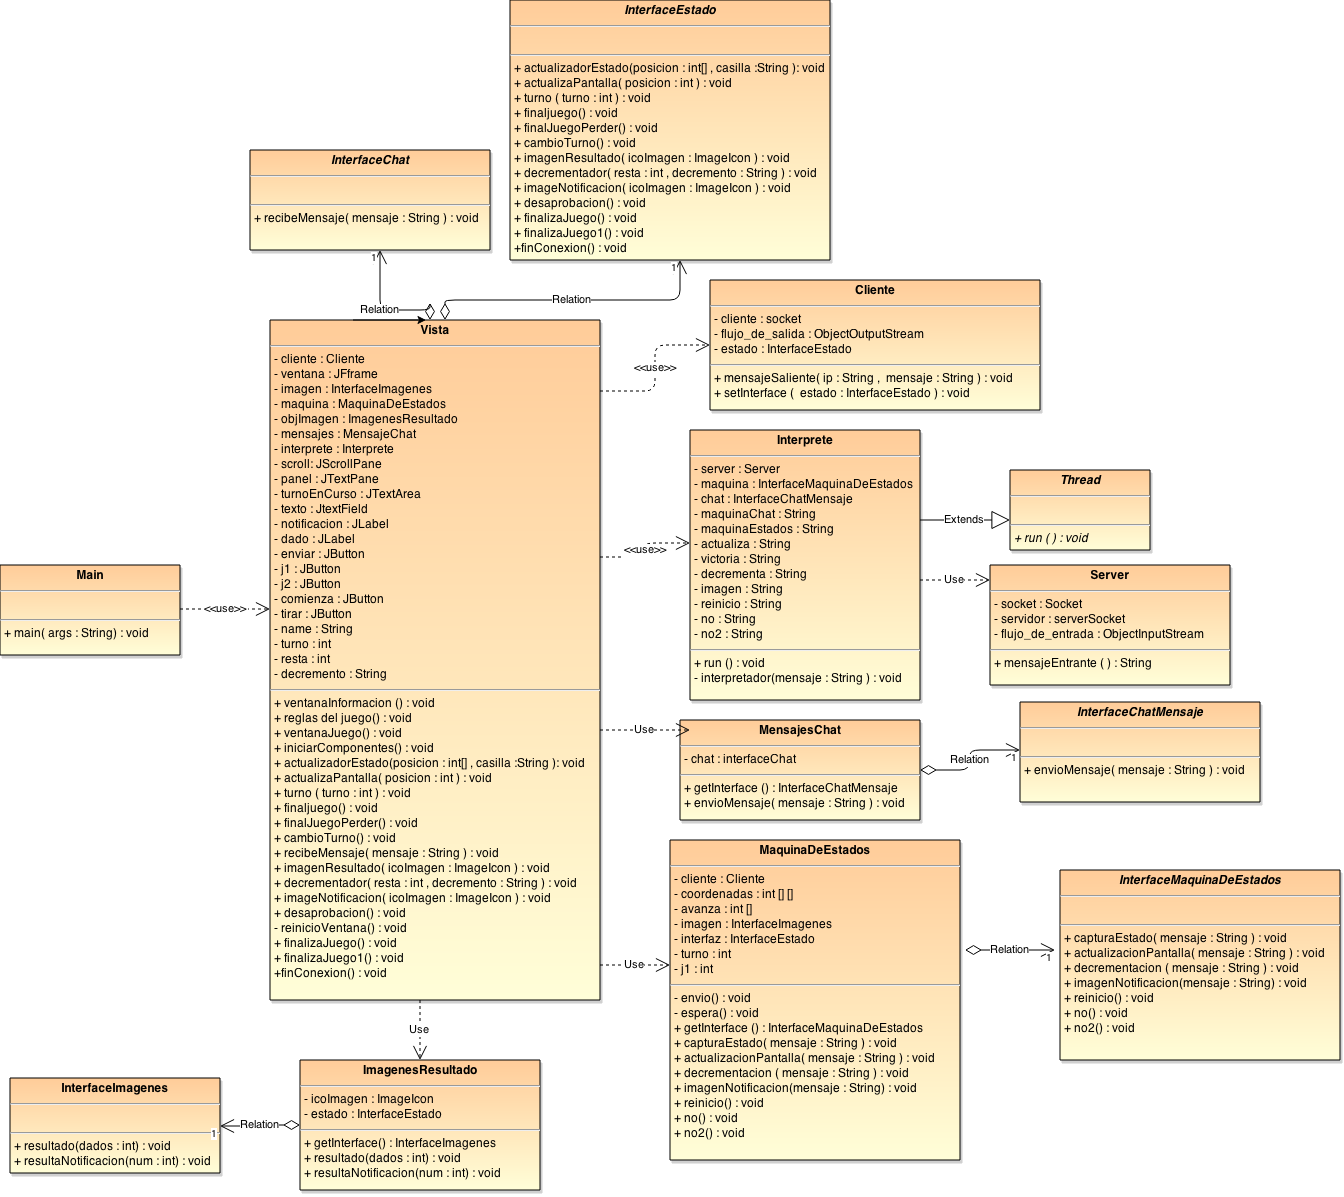 InterfaceEstado
+ actualizadorEstado(posicion : int[] , casilla :String ): void
+ actualizaPantalla( posicion : int ) : void
+ turno ( turno : int ) : void
+ finaljuego() : void
+ finalJuegoPerder() : void
+ cambioTurno() : void
+ imagenResultado( icoImagen : ImageIcon ) : void
+ decrementador( resta : int , decremento : String ) : void
+ imageNotificacion( icoImagen : ImageIcon ) : void
+ desaprobacion() : void
+ finalizaJuego() : void
+ finalizaJuego1() : void
+finConexion() : void
InterfaceChat
+ recibeMensaje( mensaje : String ) : void
1
Relation
1
Relation
Vista
- cliente : Cliente
- ventana : JFframe
- imagen : InterfaceImagenes
- maquina : MaquinaDeEstados
- objImagen : ImagenesResultado
- mensajes : MensajeChat
- interprete : Interprete
- scroll: JScrollPane
- panel : JTextPane
- turnoEnCurso : JTextArea
- texto : JtextField
- notificacion : JLabel
- dado : JLabel
- enviar : JButton
- j1 : JButton
- j2 : JButton
- comienza : JButton
- tirar : JButton
- name : String
- turno : int
- resta : int
- decremento : String
+ ventanaInformacion () : void
+ reglas del juego() : void
+ ventanaJuego() : void
+ iniciarComponentes() : void
+ actualizadorEstado(posicion : int[] , casilla :String ): void
+ actualizaPantalla( posicion : int ) : void
+ turno ( turno : int ) : void
+ finaljuego() : void
+ finalJuegoPerder() : void
+ cambioTurno() : void
+ recibeMensaje( mensaje : String ) : void
+ imagenResultado( icoImagen : ImageIcon ) : void
+ decrementador( resta : int , decremento : String ) : void
+ imageNotificacion( icoImagen : ImageIcon ) : void
+ desaprobacion() : void
- reinicioVentana() : void
+ finalizaJuego() : void
+ finalizaJuego1() : void
+finConexion() : void
Main
+ main( args : String) : void
<<use>>
<<use>>
Cliente
- cliente : socket
- flujo_de_salida : ObjectOutputStream
- estado : InterfaceEstado
+ mensajeSaliente( ip : String , mensaje : String ) : void
+ setInterface ( estado : InterfaceEstado ) : void
<<use>>
Interprete
- server : Server
- maquina : InterfaceMaquinaDeEstados
- chat : InterfaceChatMensaje
- maquinaChat : String
- maquinaEstados : String
- actualiza : String
- victoria : String
- decrementa : String
- imagen : String
- reinicio : String
- no : String
- no2 : String
+ run () : void
- interpretador(mensaje : String ) : void
Extends
Thread
+ run ( ) : void
Use
Server
- socket : Socket
- servidor : serverSocket
- flujo_de_entrada : ObjectInputStream
+ mensajeEntrante ( ) : String
Use
MensajesChat
- chat : interfaceChat
+ getInterface () : InterfaceChatMensaje
+ envioMensaje( mensaje : String ) : void
Relation
1
InterfaceChatMensaje
+ envioMensaje( mensaje : String ) : void
Use
MaquinaDeEstados
- cliente : Cliente
- coordenadas : int [] []
- avanza : int []
- imagen : InterfaceImagenes
- interfaz : InterfaceEstado
- turno : int
- j1 : int
- envio() : void
- espera() : void
+ getInterface () : InterfaceMaquinaDeEstados
+ capturaEstado( mensaje : String ) : void
+ actualizacionPantalla( mensaje : String ) : void
+ decrementacion ( mensaje : String ) : void
+ imagenNotificacion(mensaje : String) : void
+ reinicio() : void
+ no() : void
+ no2() : void
Relation
1
InterfaceMaquinaDeEstados
+ capturaEstado( mensaje : String ) : void
+ actualizacionPantalla( mensaje : String ) : void
+ decrementacion ( mensaje : String ) : void
+ imagenNotificacion(mensaje : String) : void
+ reinicio() : void
+ no() : void
+ no2() : void
Use
ImagenesResultado
- icoImagen : ImageIcon
- estado : InterfaceEstado
+ getInterface() : InterfaceImagenes
+ resultado(dados : int) : void
+ resultaNotificacion(num : int) : void
Relation
1
InterfaceImagenes
+ resultado(dados : int) : void
+ resultaNotificacion(num : int) : void